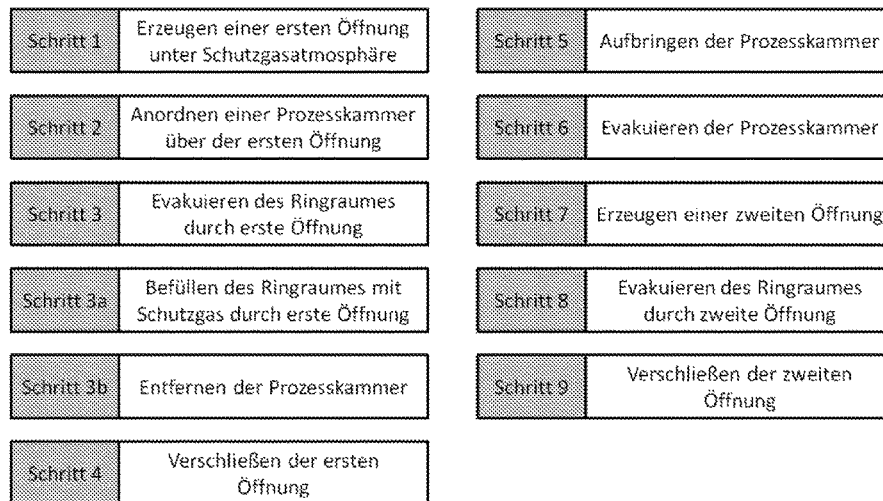 Schritt 1
Erzeugen einer ersten Öffnung
unter Schutzgasatmosphäre
Schritt 2
Anordnen einer Prozesskammer
über der ersten Öffnung
Schritt 3
Evakuieren des Ringraumes
durch erste Öffnung
Schritt 3a
Befüllen des Ringraumes mit
Schutzgas durch erste Öffnung
Schritt 3b
Entfernen der Prozesskammer
Schritt 4
Verschließen der ersten
Öffnung
Schritt 5
Aufbringen der Prozesskammer
Schritt 6
Evakuieren der Prozesskammer
Schritt 7
Erzeugen einer zweiten Öffnung
Schritt 8
Evakuieren des Ringraumes
durch zweite Öffnung
Schritt 9
Verschließen der zweiten
Öffnung